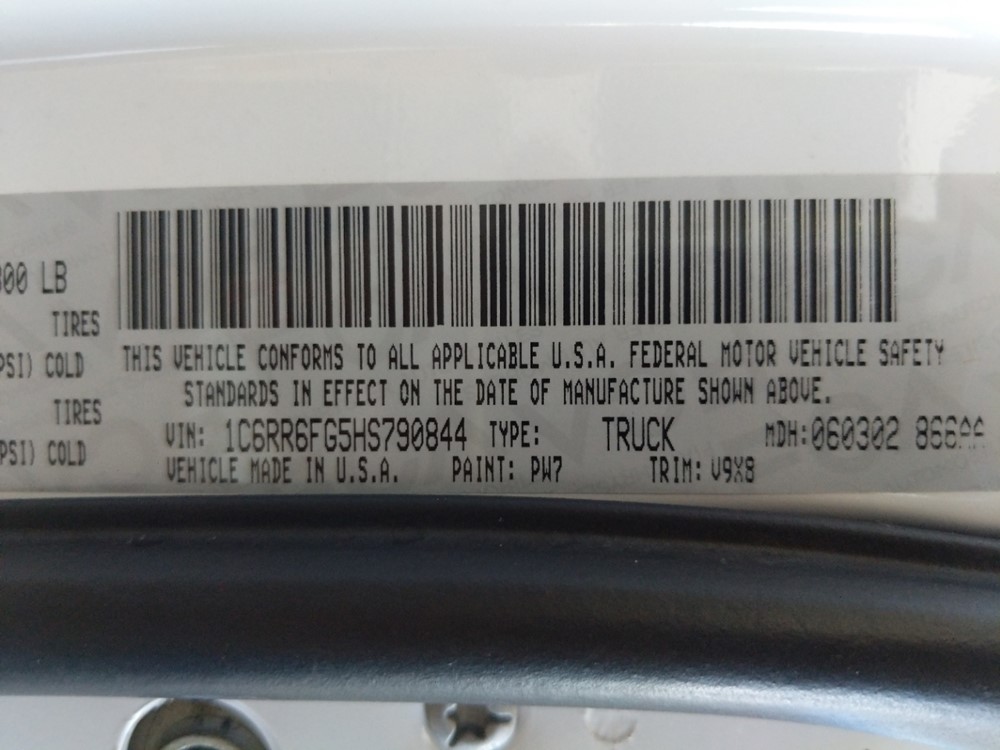 300 LB
TIRES
PSI) COLD
TIRES
PSI) COLD
THIS VEHICLE CONFORMS TO ALL APPLICABLE U.S.A. FEDERAL MOTOR VEHICLE SAFETY
STANDARDS IN EFFECT ON THE DATE OF MANUFACTURE SHOWN ABOVE.
VIN: 1C6RR6FG5HS790844 TYPE: TRUCK MDH:060302 866AA
VEHICLE MADE IN U.S.A. PAINT: PW7 TRIM: V9X8